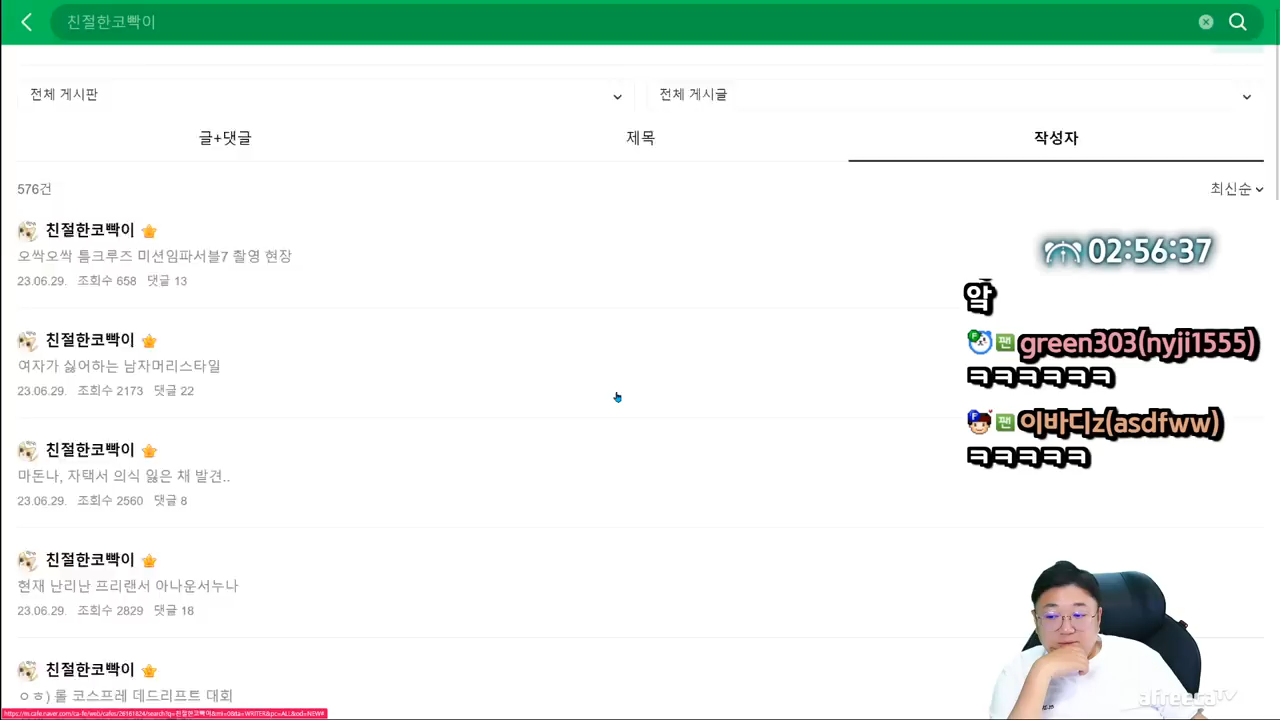 친절한코빡이
전체 게시판
전체 게시글
글+댓글
제목
작성자
576건
최신순
친절한코빡이
오싹오싹 틈크루즈 미션임파서블7 촬영 현장
23.06.29. 조회수 658 댓글 13
친절한코빡이
여자가 싫어하는 남자머리스타일
23.06.29. 조회수 2173 댓글 22
친절한코빡이
마돈나, 자택서 의식 잃은 채 발견..
23.06.29. 조회수 2560 댓글 8
친절한코빡이
현재 난리난 프리랜서 아나운서누나
23.06.29. 조회수 2829 댓글 18
친절한코빡이
ㅇㅎ) 롤 코스프레 데드리프트 대회
02:56:37
앜
팬 green303(nyji1555)
ㅋㅋㅋㅋㅋㅋ
팬 이바디z(asdfww)
ㅋㅋㅋㅋㅋ
afreecaTV